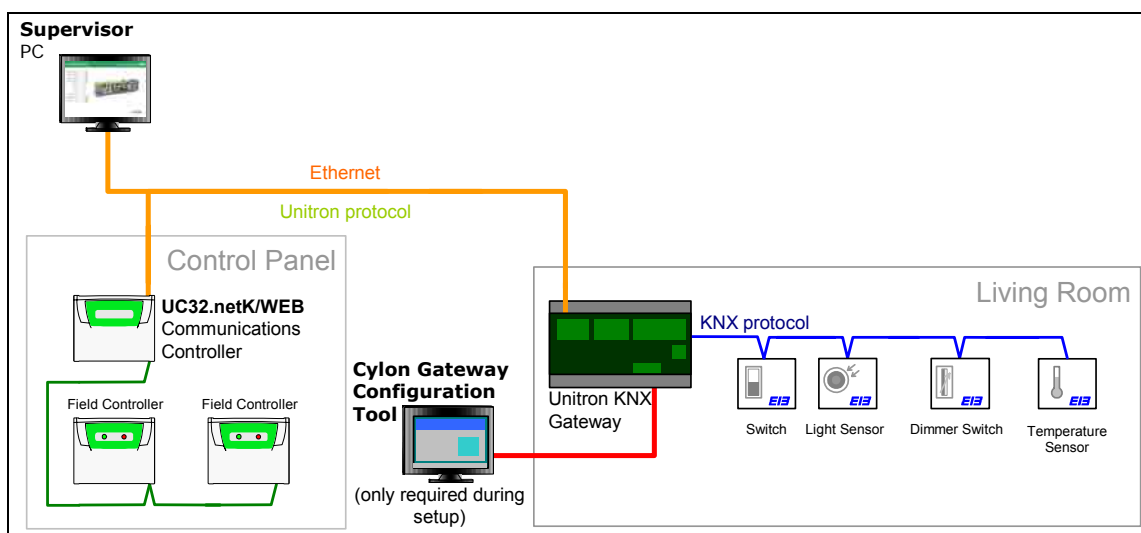 Supervisor
PC
Ethernet
Unitron protocol
Control Panel
UC32.netK/WEB
Communications
Controller
Field Controller
Field Controller
Cylon Gateway
Configuration
Tool
(only required during
setup)
Living Room
KNX protocol
Unitron KNX
Gateway
EIB
EIB
EIB
EIB
Switch
Light Sensor
Dimmer Switch
Temperature
Sensor